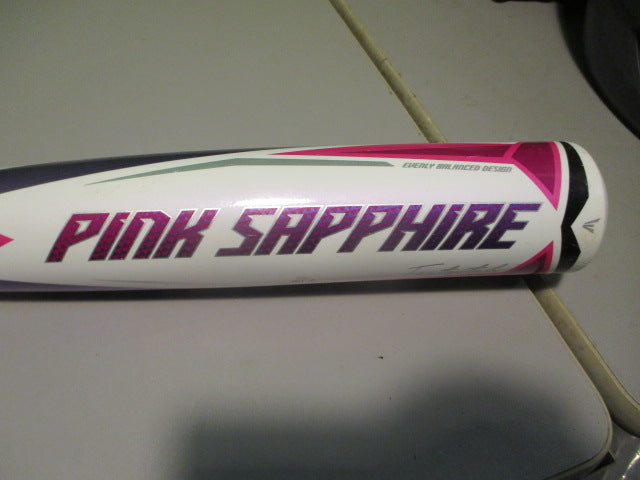 EVENLY BALANCED DESIGN
PINK SAPPHIRE